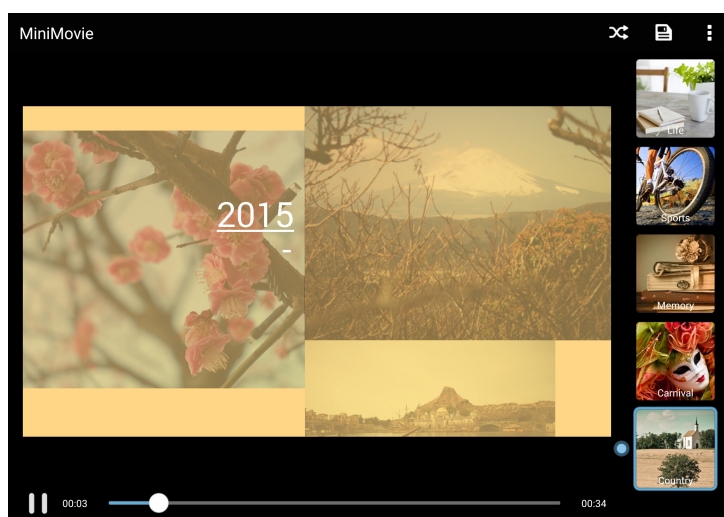 MiniMovie
Life
Sports
2015
-
Memory
Carnival
Country
00:03
00:34